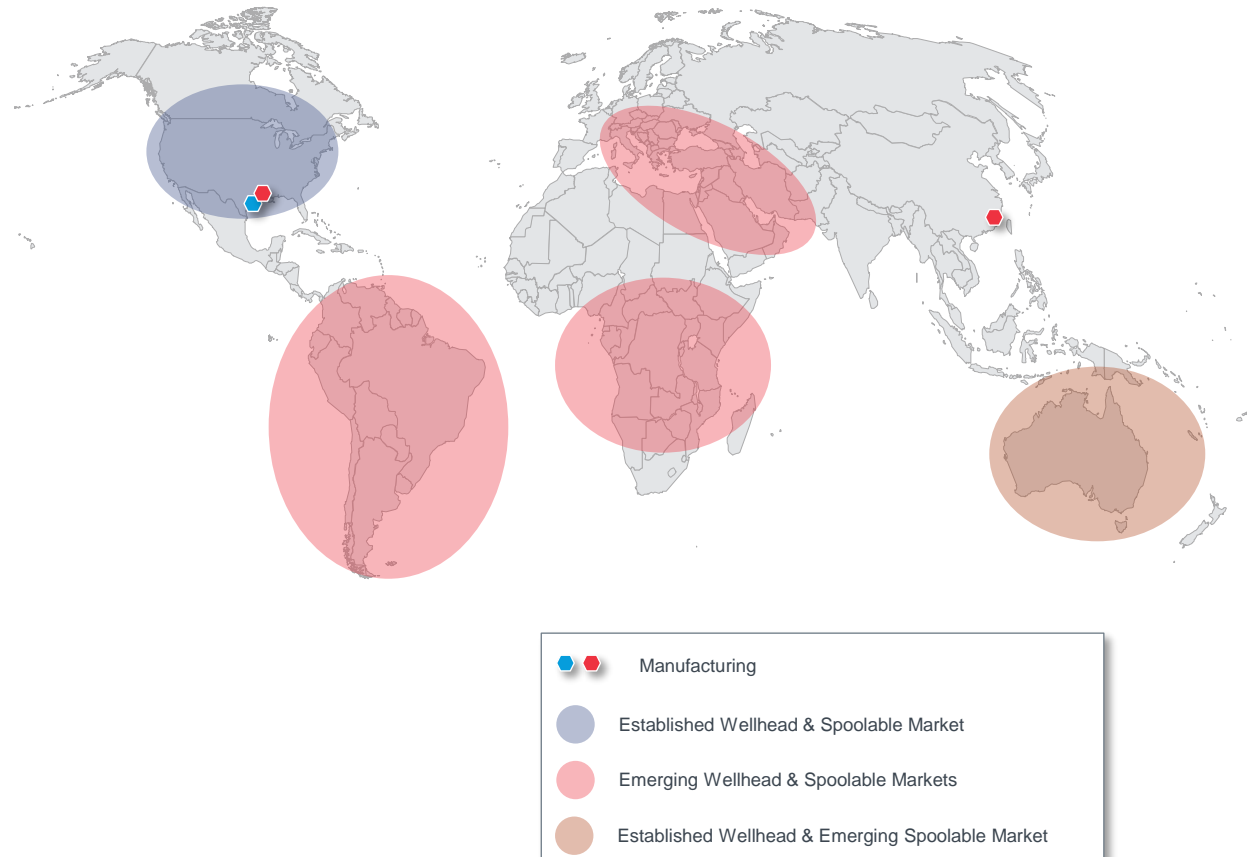 Manufacturing
Established Wellhead & Spoolable Market
Emerging Wellhead & Spoolable Markets
Established Wellhead & Emerging Spoolable Market